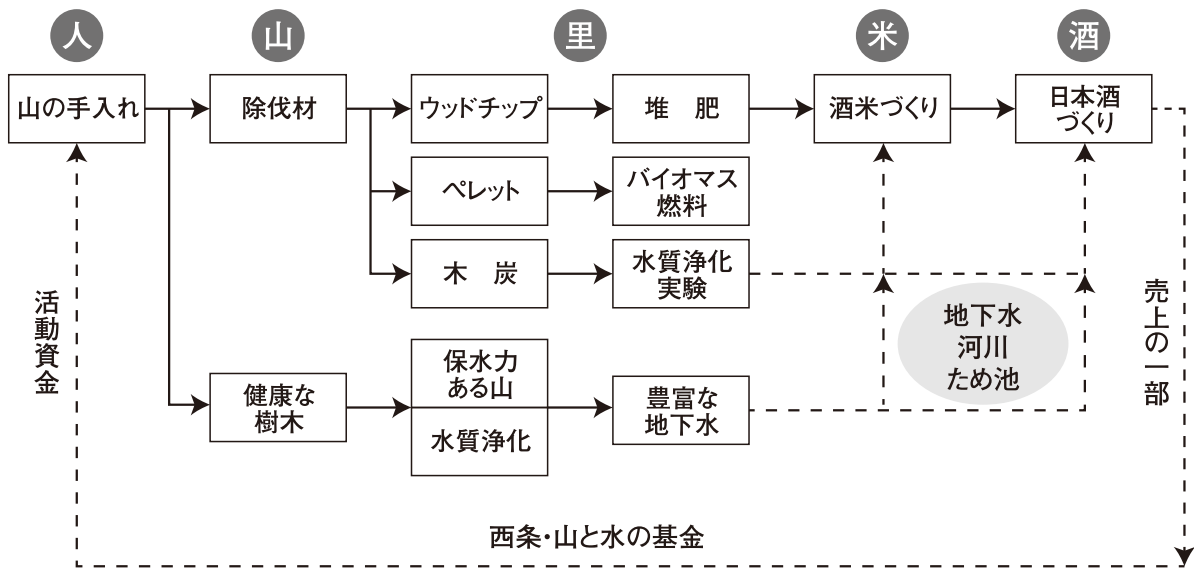 人
山
里
米
酒
山の手入れ
除伐材
ウッドチップ
堆　肥
酒米づくり
日本酒
づくり
ペレット
バイオマス
燃料
木　炭
水質浄化
実験
活動資金
売上の一部
地下水
河川
ため池
健康な
樹木
保水力
ある山
水質浄化
豊富な
地下水
西条・山と水の基金